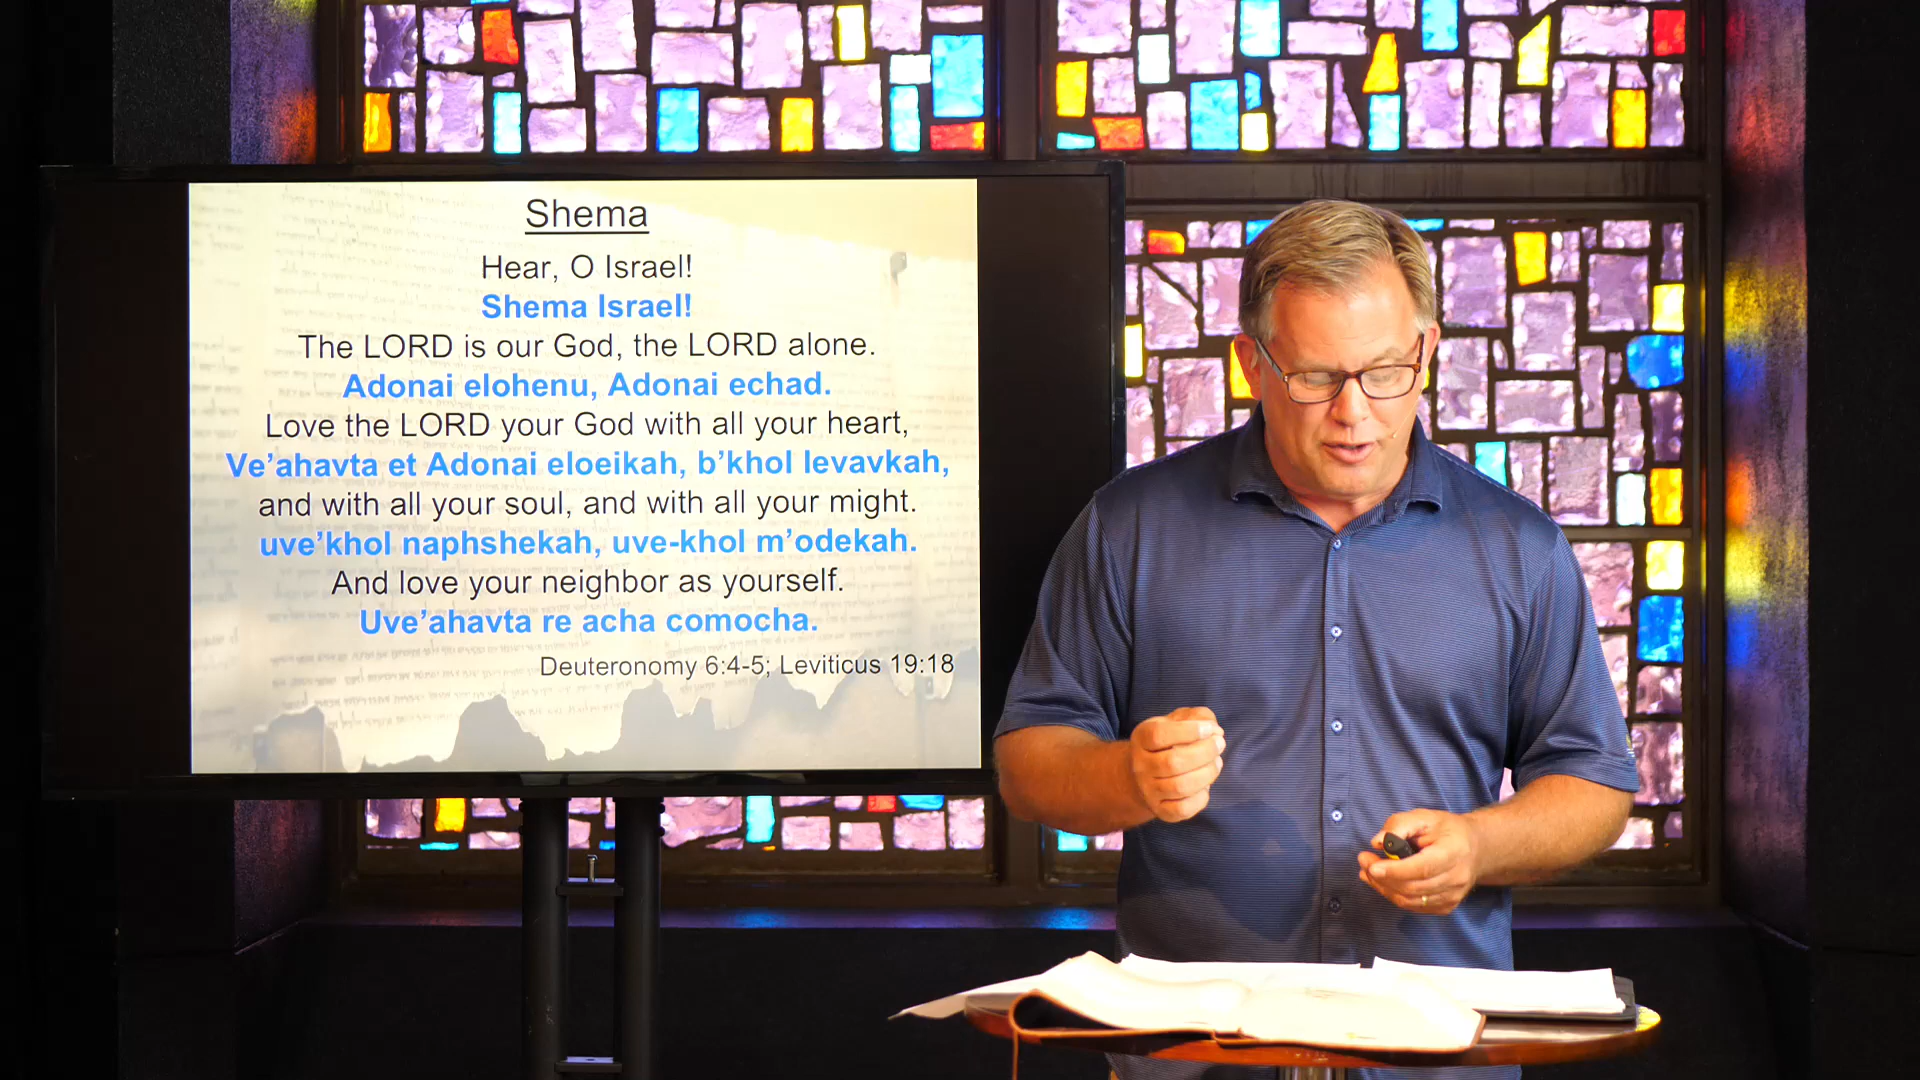 Shema
Hear, O Israel!
Shema Israel!
The LORD is our God, the LORD alone.
Adonai elohenu, Adonai echad.
Love the LORD your God with all your heart,
Ve’ahavta et Adonai eloeikah, b’khol levavkah,
and with all your soul, and with all your might.
uve’khol naphshekah, uve-khol m’odekah.
And love your neighbor as yourself.
Uve’ahavta re acha comocha.
Deuteronomy 6:4-5; Leviticus 19:18